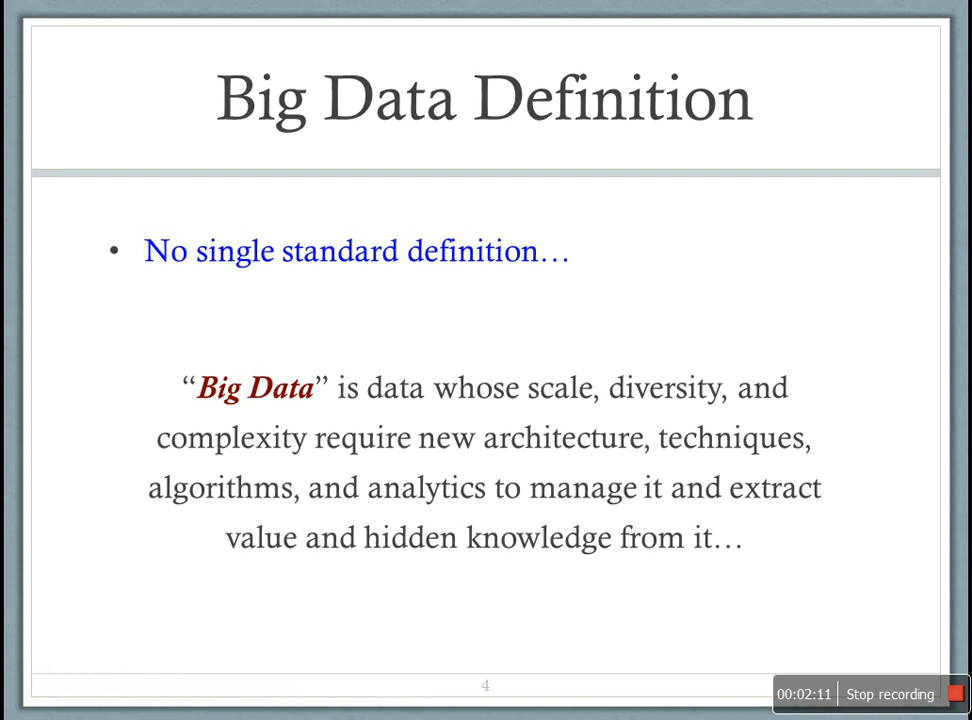 Big Data Definition
• No single standard definition…
“Big Data” is data whose scale, diversity, and
complexity require new architecture, techniques,
algorithms, and analytics to manage it and extract
value and hidden knowledge from it…
4
00:02:11 Stop recording